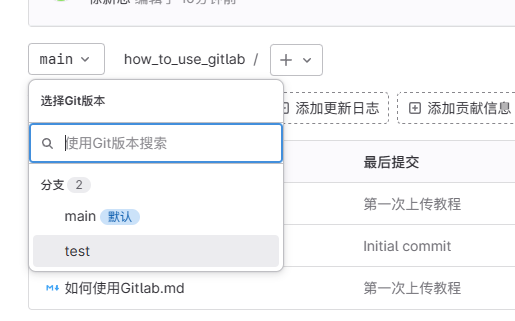 编辑了 10分钟前
main
how_to_use_gitlab /
选择Git版本
添加更新日志
添加贡献信息
使用Git版本搜索
最后提交
分支 2
main 默认
第一次上传教程
test
Initial commit
如何使用Gitlab.md
第一次上传教程